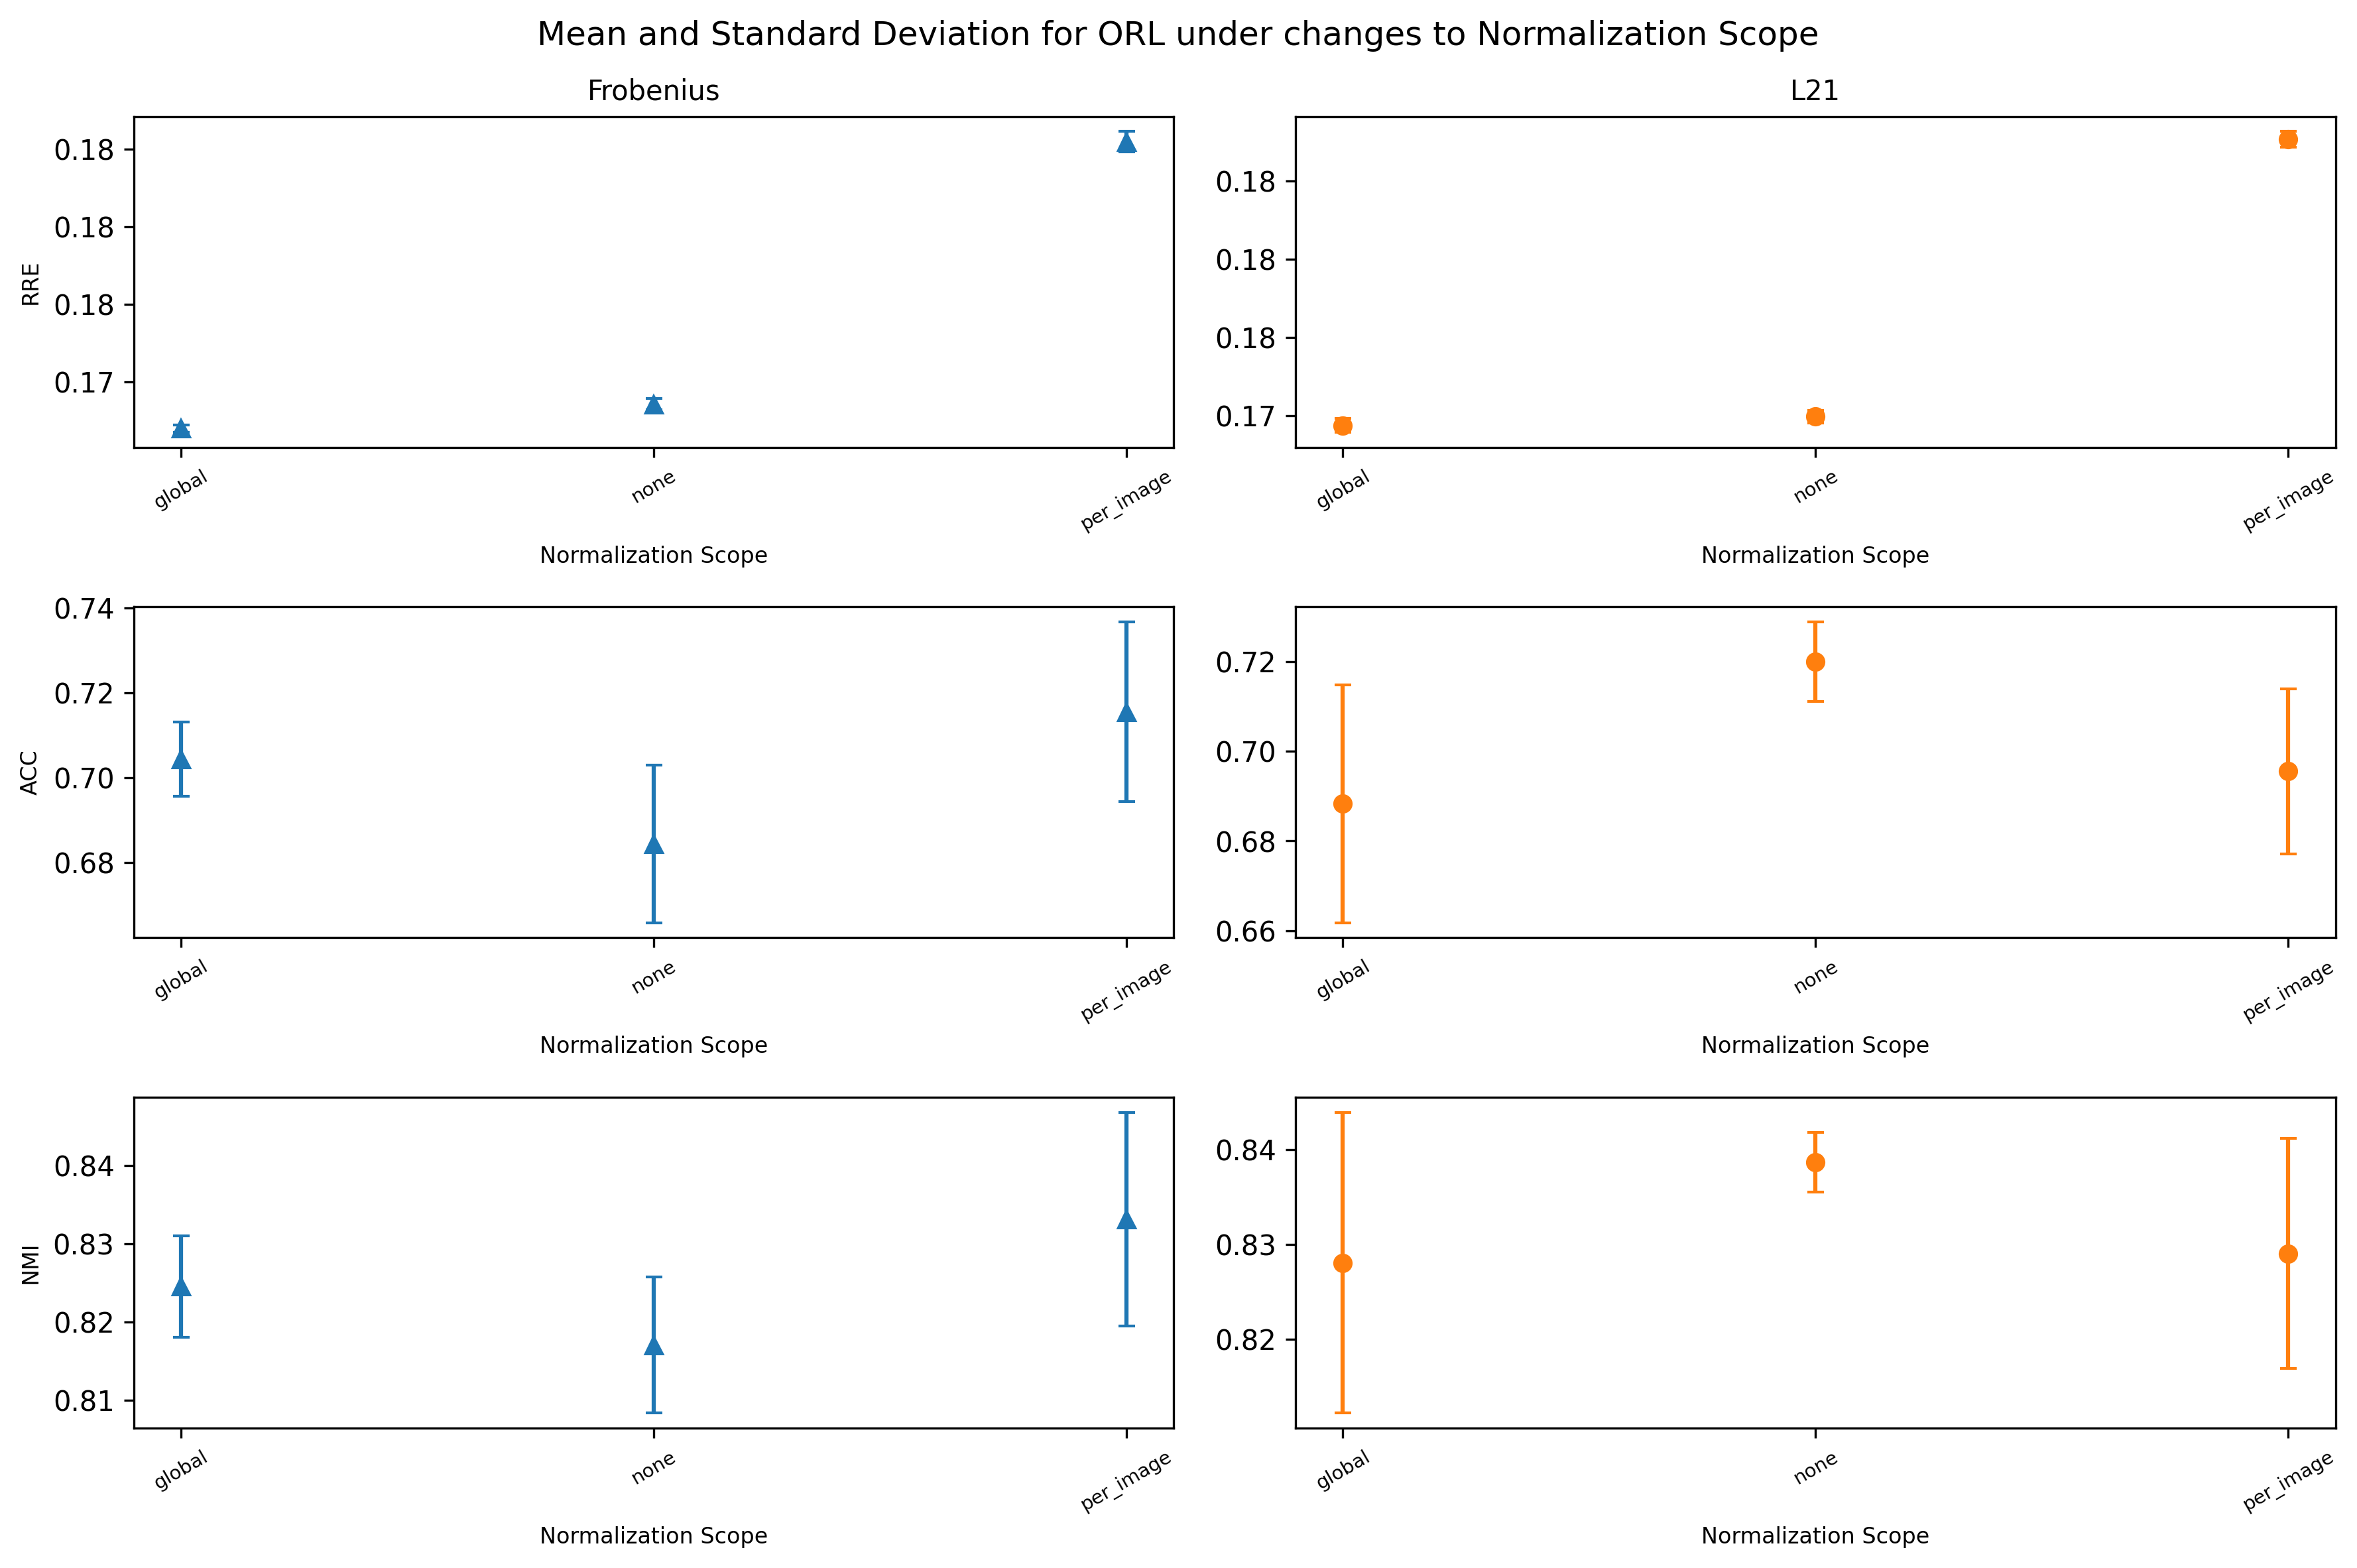 Mean and Standard Deviation for ORL under changes to Normalization Scope
Frobenius
L21
RRE
0.18
0.18
0.18
0.17
global
none
per_image
Normalization Scope
0.18
0.18
0.18
0.17
global
none
per_image
Normalization Scope
ACC
0.74
0.72
0.70
0.68
global
none
per_image
Normalization Scope
0.72
0.70
0.68
0.66
global
none
per_image
Normalization Scope
NMI
0.84
0.83
0.82
0.81
global
none
per_image
Normalization Scope
0.84
0.83
0.82
global
none
per_image
Normalization Scope